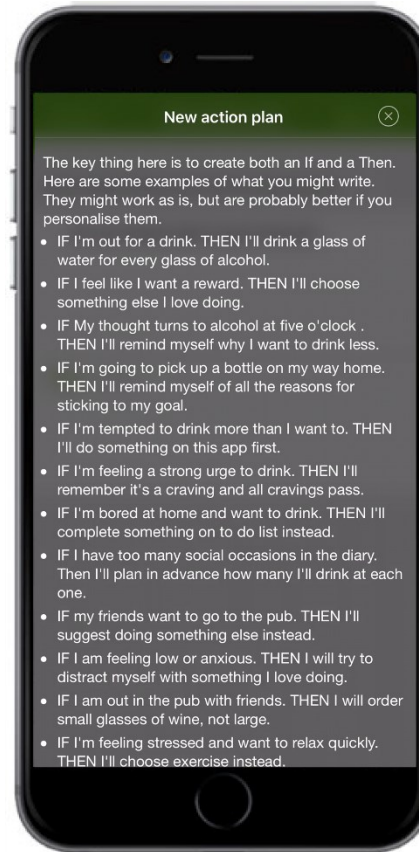 New action plan
The key thing here is to create both an If and a Then.
Here are some examples of what you might write.
They might work as is, but are probably better if you
personalise them.
• IF I'm out for a drink. THEN I'll drink a glass of
water for every glass of alcohol.
• IF I feel like I want a reward. THEN I'll choose
something else I love doing.
• IF My thought turns to alcohol at five o'clock .
THEN I'll remind myself why I want to drink less.
• IF I'm going to pick up a bottle on my way home.
THEN I'll remind myself of all the reasons for
sticking to my goal.
• IF I'm tempted to drink more than I want to. THEN
I'll do something on this app first.
• IF I'm feeling a strong urge to drink. THEN I'll
remember it's a craving and all cravings pass.
• IF I'm bored at home and want to drink. THEN I'll
complete something on to do list instead.
• IF I have too many social occasions in the diary.
Then I'll plan in advance how many I'll drink at each
one.
• IF my friends want to go to the pub. THEN I'll
suggest doing something else instead.
• IF I am feeling low or anxious. THEN I will try to
distract myself with something I love doing.
• IF I am out in the pub with friends. THEN I will order
small glasses of wine, not large.
• IF I'm feeling stressed and want to relax quickly.
THEN I'll choose exercise instead.